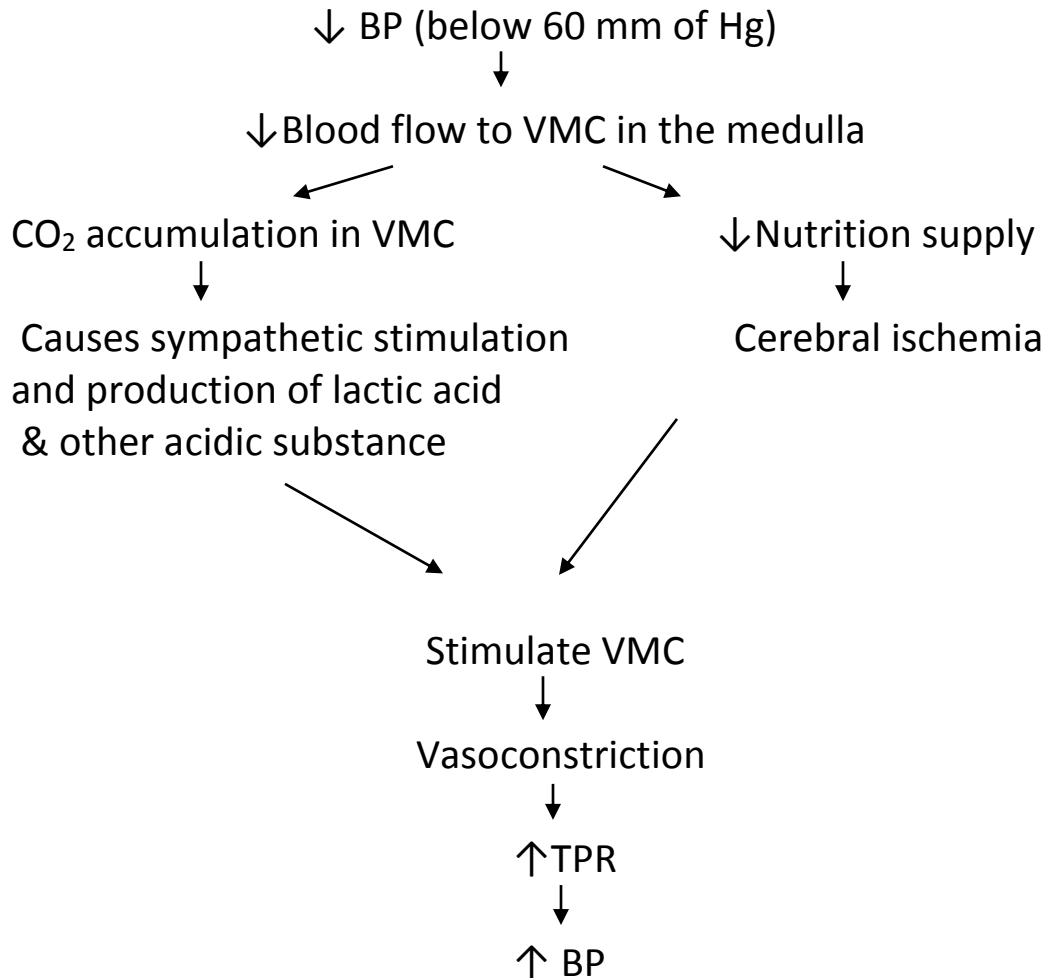 ↓ BP (below 60 mm of Hg)
↓Blood flow to VMC in the medulla
CO₂ accumulation in VMC
↓Nutrition supply
Causes sympathetic stimulation
and production of lactic acid
& other acidic substance
Cerebral ischemia
Stimulate VMC
Vasoconstriction
↑TPR
↑ BP